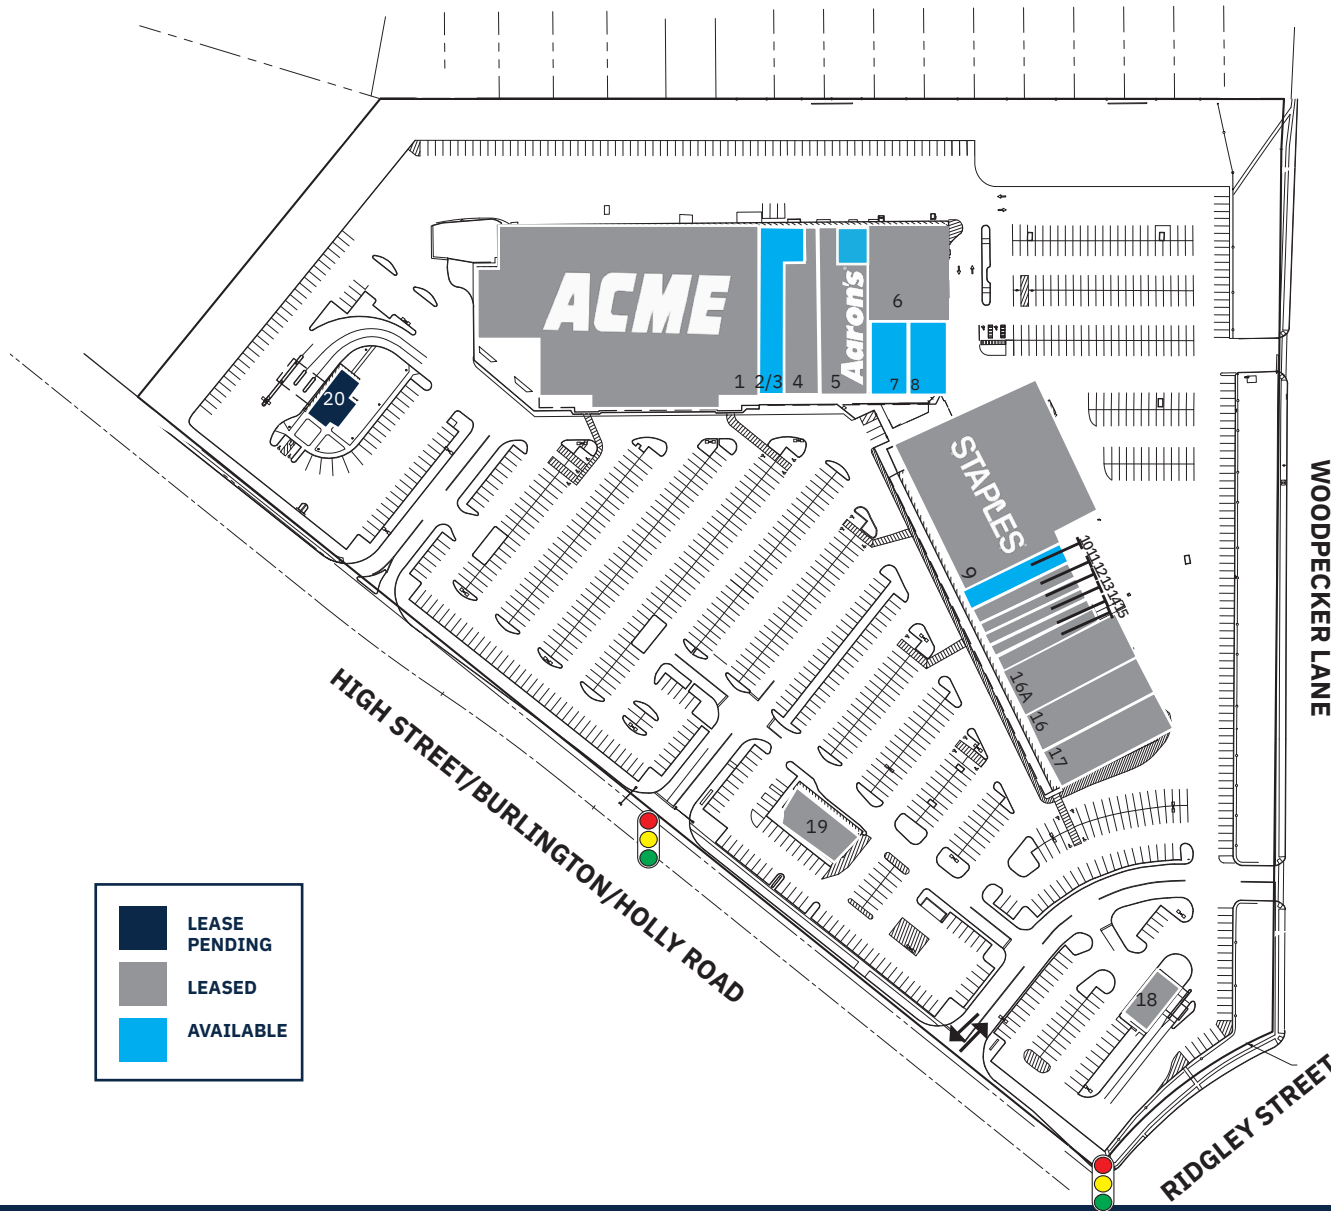 ACME
Aaron's
6
1
2/3
4
5
7
8
20
STAPLES
9
10
11
12
13
14
15
16A
16
17
WOODPECKER LANE
HIGH STREET/BURLINGTON/HOLLY ROAD
19
18
RIDGLEY STREET
LEASE
PENDING
LEASED
AVAILABLE